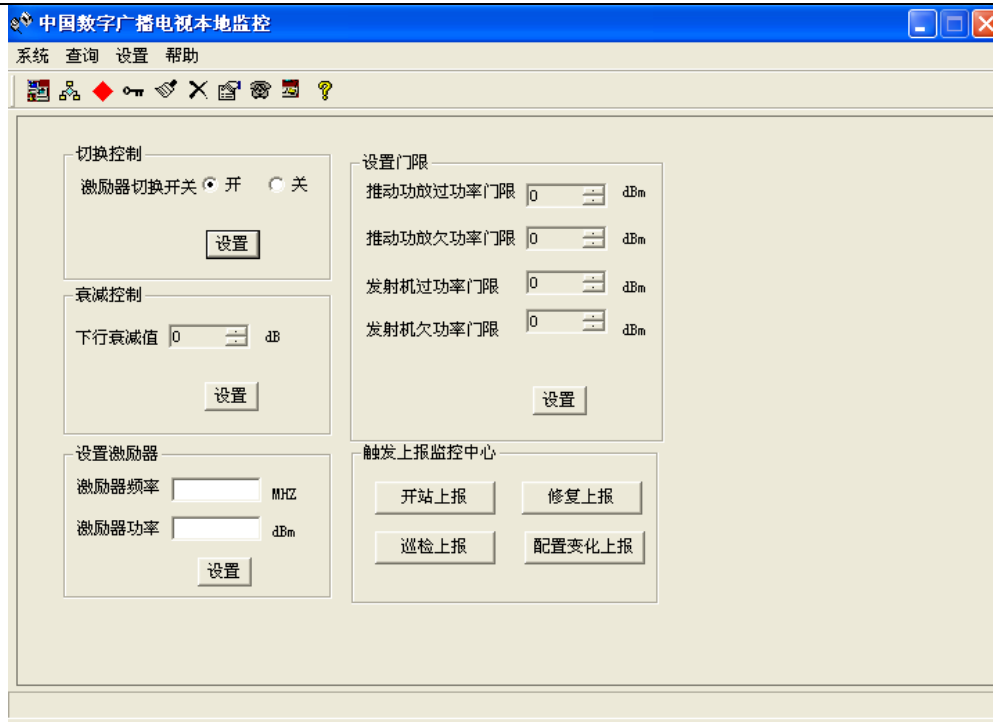 中国数字广播电视本地监控
系统 查询 设置 帮助
切换控制
激励器切换开关 开 关
设置
衰减控制
下行衰减值 0 dB
设置
设置激励器
激励器频率 MHZ
激励器功率 dBm
设置
设置门限
推动功放过功率门限 0 dBm
推动功放欠功率门限 0 dBm
发射机过功率门限 0 dBm
发射机欠功率门限 0 dBm
设置
触发上报监控中心
开站上报 修复上报
巡检上报 配置变化上报